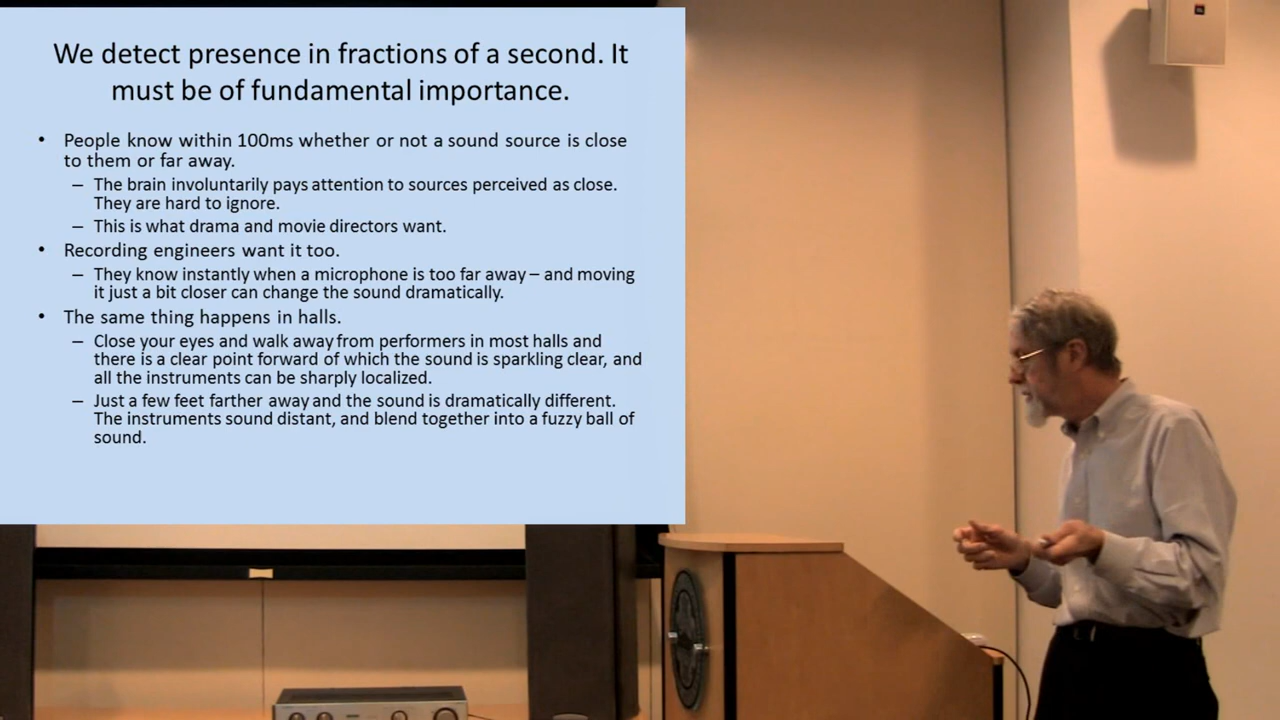 We detect presence in fractions of a second. It
must be of fundamental importance.
• People know within 100ms whether or not a sound source is close
to them or far away.
– The brain involuntarily pays attention to sources perceived as close.
They are hard to ignore.
– This is what drama and movie directors want.
• Recording engineers want it too.
– They know instantly when a microphone is too far away – and moving
it just a bit closer can change the sound dramatically.
• The same thing happens in halls.
– Close your eyes and walk away from performers in most halls and
there is a clear point forward of which the sound is sparkling clear, and
all the instruments can be sharply localized.
– Just a few feet farther away and the sound is dramatically different.
The instruments sound distant, and blend together into a fuzzy ball of
sound.